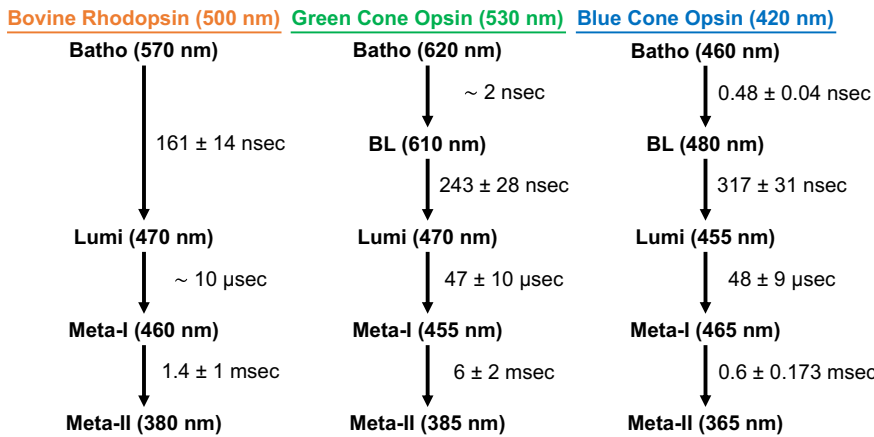 Bovine Rhodopsin (500 nm)
Batho (570 nm)
161 ± 14 nsec
Lumi (470 nm)
~ 10 μsec
Meta-I (460 nm)
1.4 ± 1 msec
Meta-II (380 nm)
Green Cone Opsin (530 nm)
Batho (620 nm)
~ 2 nsec
BL (610 nm)
243 ± 28 nsec
Lumi (470 nm)
47 ± 10 μsec
Meta-I (455 nm)
6 ± 2 msec
Meta-II (385 nm)
Blue Cone Opsin (420 nm)
Batho (460 nm)
0.48 ± 0.04 nsec
BL (480 nm)
317 ± 31 nsec
Lumi (455 nm)
48 ± 9 μsec
Meta-I (465 nm)
0.6 ± 0.173 msec
Meta-II (365 nm)